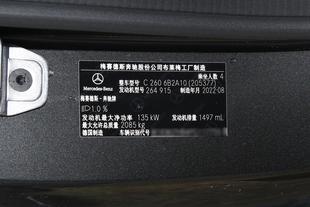 梅赛德斯奔驰股份公司布莱梅工厂制造
乘坐人数 4
Mercedes-Benz
整车型号 C 260 6B2A10 (205377)
发动机型号 264 915 制造年月 2022-08
梅赛德斯-奔驰牌
1.0 %
发动机最大净功率 135 kW 发动机排量 1497 mL
最大允许总质量 2085 kg
德国制造 车辆识别代号